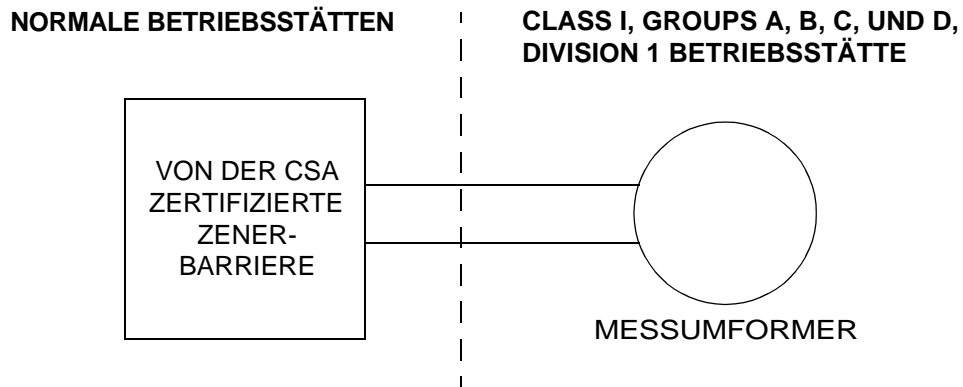 NORMALE BETRIEBSSTÄTTEN
CLASS I, GROUPS A, B, C, UND D,
DIVISION 1 BETRIEBSSTÄTTE
VON DER CSA
ZERTIFIZIERTE
ZENER-
BARRIERE
MESSUMFORMER